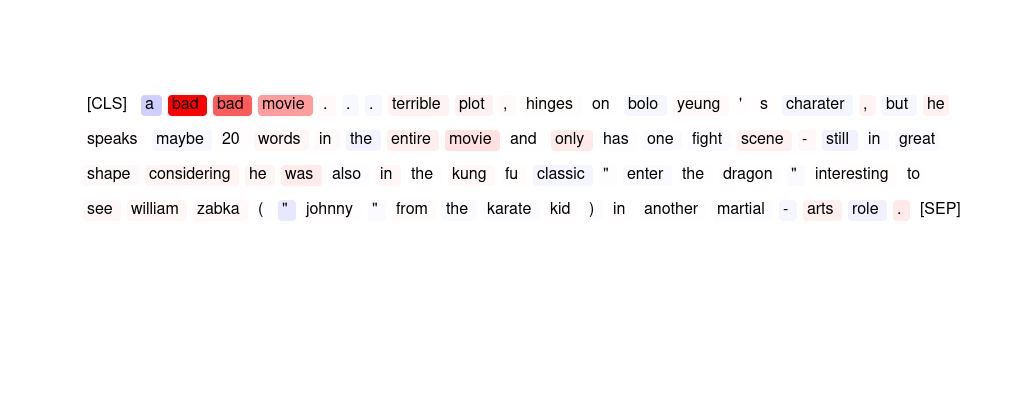 [CLS] a bad bad movie . . . terrible plot , hinges on bolo yeung ' s charater , but he
speaks maybe 20 words in the entire movie and only has one fight scene - still in great
shape considering he was also in the kung fu classic " enter the dragon " interesting to
see william zabka ( " johnny " from the karate kid ) in another martial - arts role . [SEP]